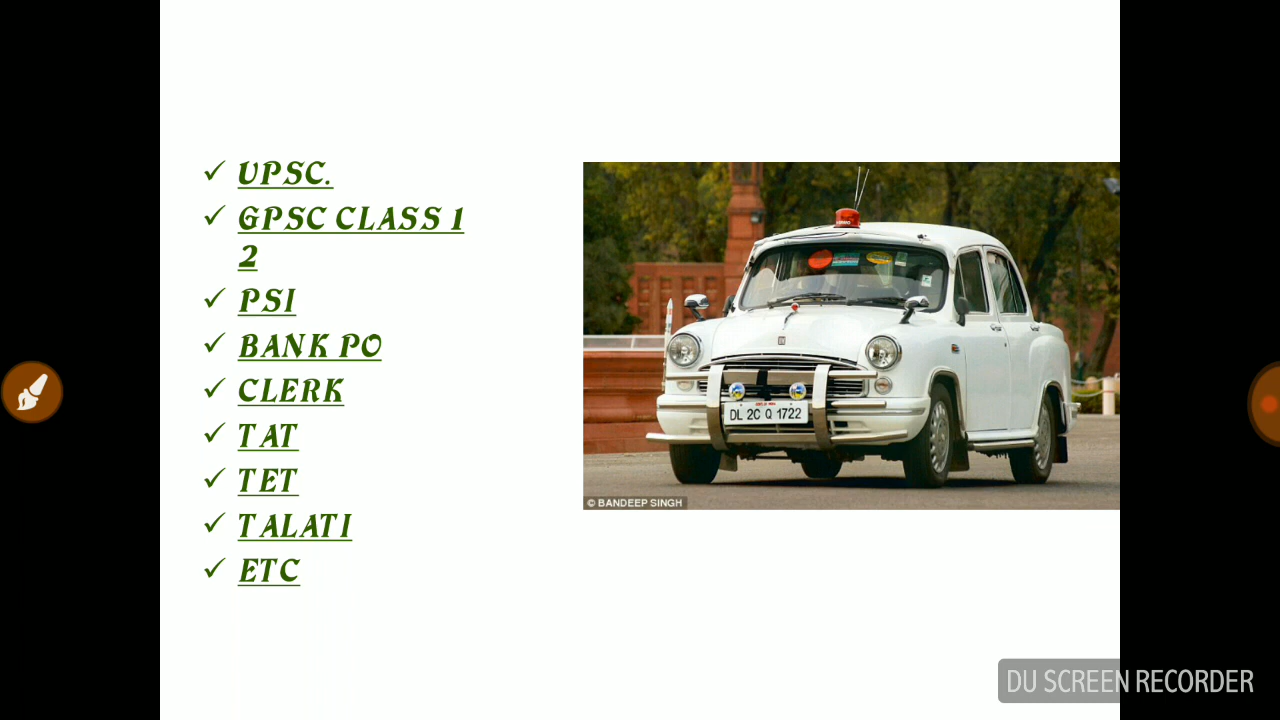 UPSC.
GPSC CLASS 1
2
PSI
BANK PO
CLERK
TAT
TET
TALATI
ETC
DL 2C Q 1722
© BANDEEP SINGH
DU SCREEN RECORDER